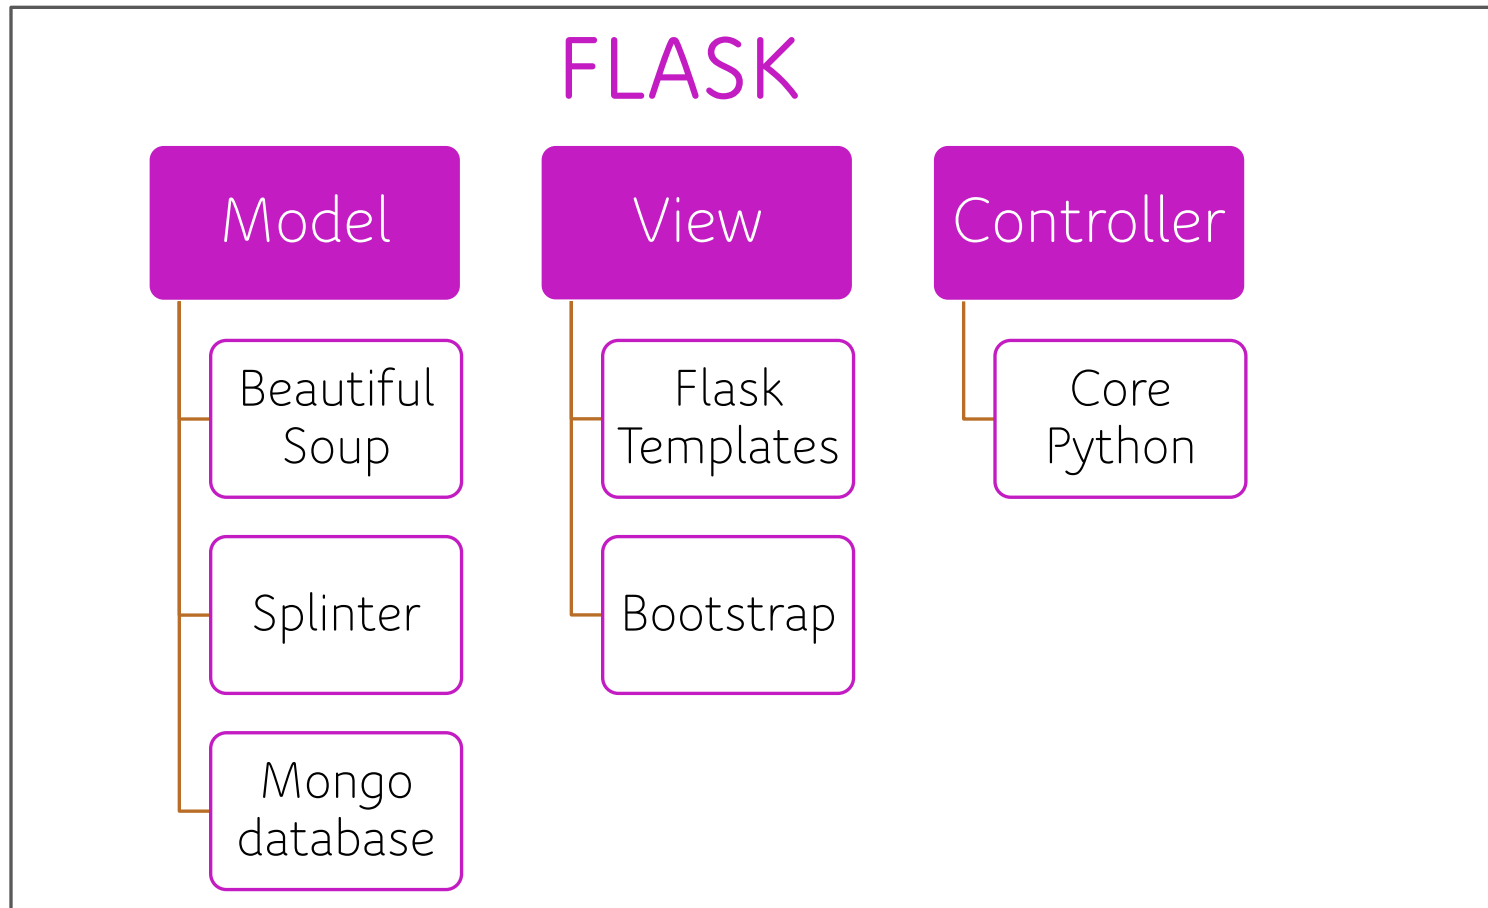 FLASK
Model
View
Controller
Beautiful
Soup
Flask
Templates
Core
Python
Splinter
Bootstrap
Mongo
database